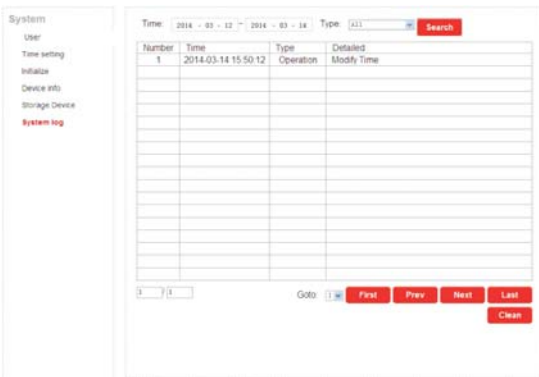 System
User
Time setting
Initialize
Device info
Storage Device
System log
Time: 2014 - 03 - 12 - 2014 - 03 - 14 Type: All Search
Number Time Type Detailed
1 2014-03-14 15:50:12 Operation Modify Time
1 / 1 Goto: 1 First Prev Next Last
Clean